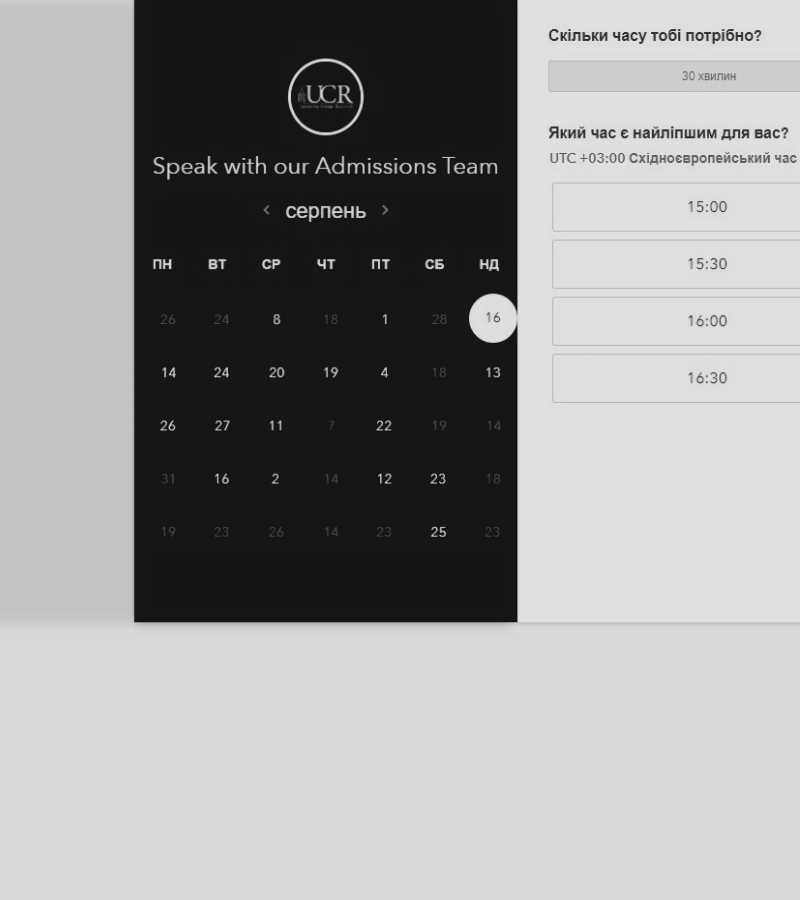 UCR
Speak with our Admissions Team
серпень
ПН ВТ СР ЧТ ПТ СБ НД
26 24 8 18 1 28 16
14 24 20 19 4 18 13
26 27 11 7 22 19 14
31 16 2 14 12 23 18
19 23 26 14 23 25 23
Скільки часу тобі потрібно?
30 хвилин
Який час є найліпшим для вас?
UTC +03:00 Східноєвропейський час
15:00
15:30
16:00
16:30